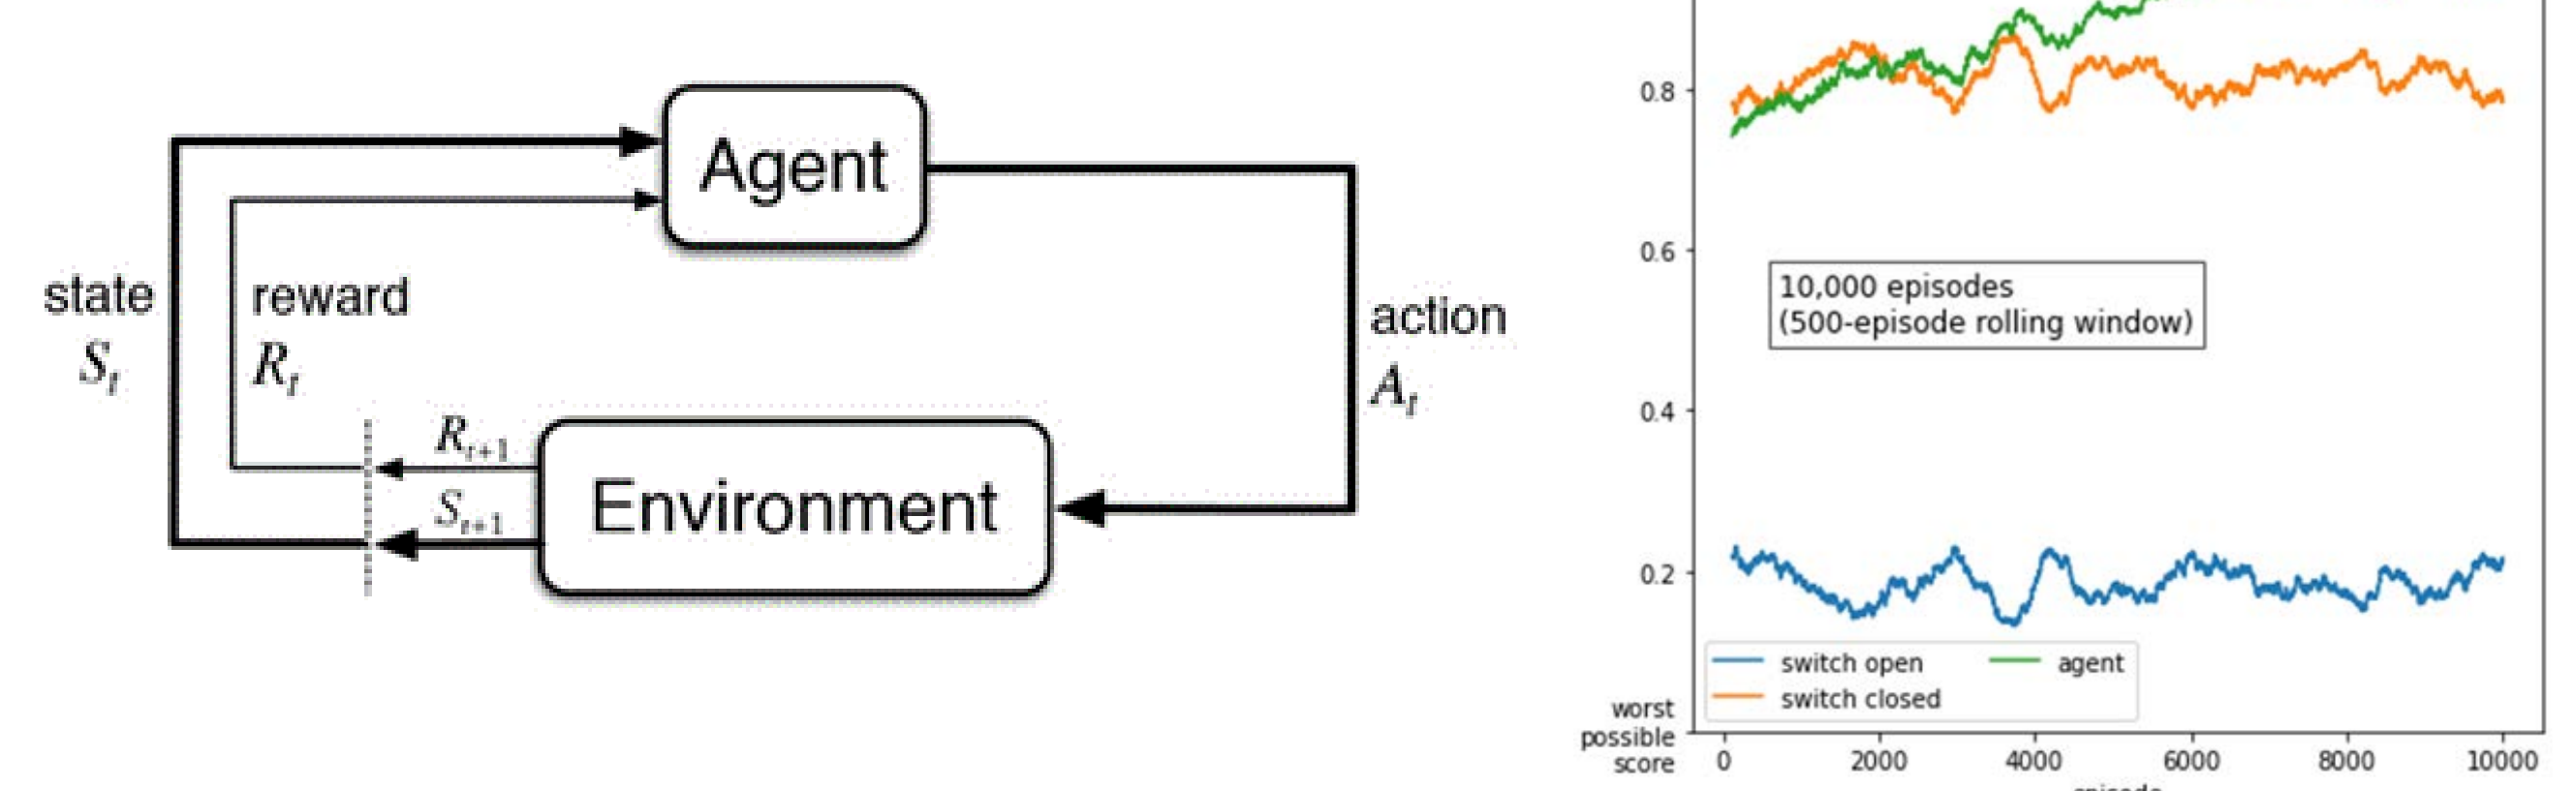 Agent
state
S_t
reward
R_t
action
A_t
R_{t+1}
S_{t+1}
Environment
0.8
0.6
0.4
0.2
worst
possible
score
10,000 episodes
(500-episode rolling window)
switch open
agent
switch closed
0
2000
4000
6000
8000
10000
episode